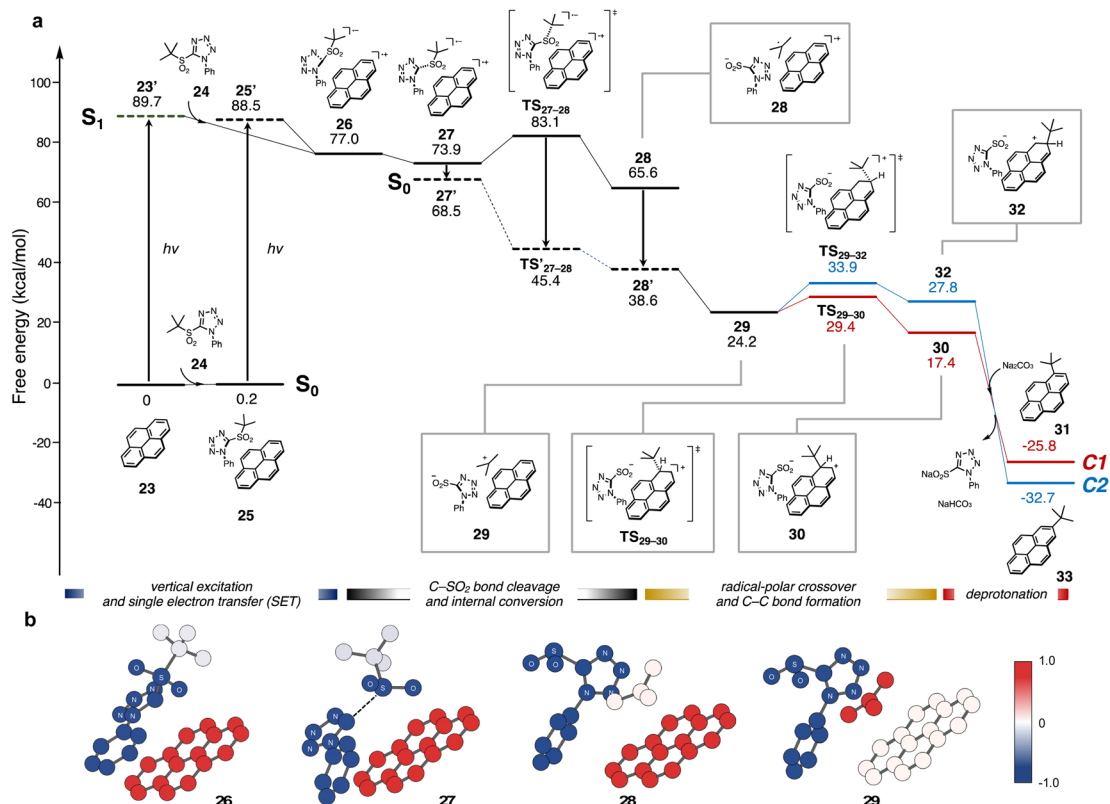 a
Free energy (kcal/mol)
100
80
60
40
20
0
-20
-40
S1
S0
S0
S0
23'
89.7
24
25'
88.5
hν
hν
24
0
0.2
23
25
26
77.0
27
73.9
27'
68.5
TS27–28
83.1
TS'27–28
45.4
28
65.6
28'
38.6
28
29
24.2
TS29–32
33.9
TS29–30
29.4
32
27.8
30
17.4
32
29
TS29–30
30
Na2CO3
31
-25.8
C1
C2
-32.7
NaHCO3
33
vertical excitation
and single electron transfer (SET)
C–SO2 bond cleavage
and internal conversion
radical-polar crossover
and C–C bond formation
deprotonation
b
26
27
28
29
1.0
0
-1.0